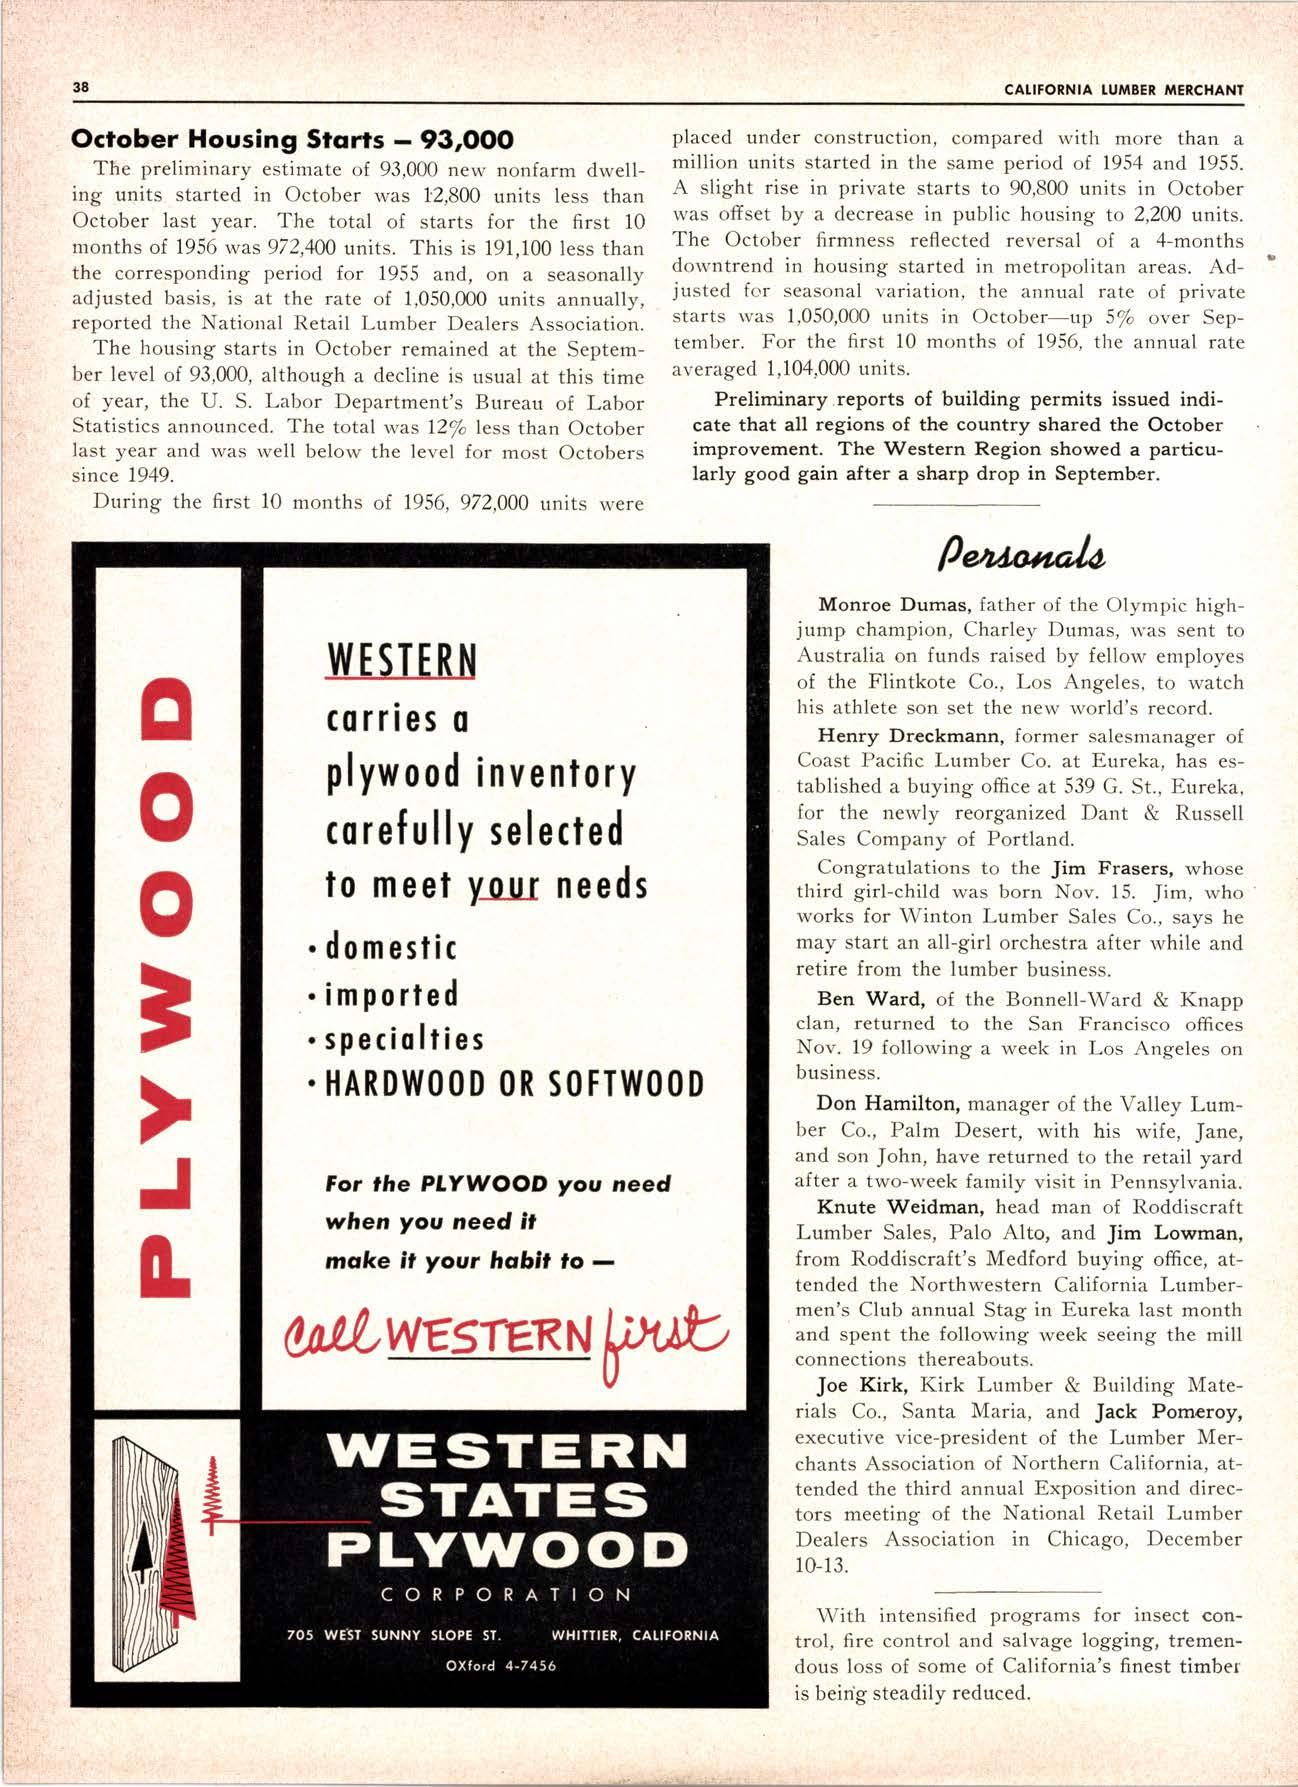 38
CALIFORNIA LUMBER MERCHANT
October Housing Starts – 93,000
The preliminary estimate of 93,000 new nonfarm dwell-
ing units started in October was 12,800 units less than
October last year. The total of starts for the first 10
months of 1956 was 972,400 units. This is 191,100 less than
the corresponding period for 1955 and, on a seasonally
adjusted basis, is at the rate of 1,050,000 units annually,
reported the National Retail Lumber Dealers Association.
The housing starts in October remained at the Septem-
ber level of 93,000, although a decline is usual at this time
of year, the U. S. Labor Department's Bureau of Labor
Statistics announced. The total was 12% less than October
last year and was well below the level for most Octobers
since 1949.
During the first 10 months of 1956, 972,000 units were
placed under construction, compared with more than a
million units started in the same period of 1954 and 1955.
A slight rise in private starts to 90,800 units in October
was offset by a decrease in public housing to 2,200 units.
The October firmness reflected reversal of a 4-months
downtrend in housing started in metropolitan areas. Ad-
justed for seasonal variation, the annual rate of private
starts was 1,050,000 units in October—up 5% over Sep-
tember. For the first 10 months of 1956, the annual rate
averaged 1,104,000 units.
Preliminary reports of building permits issued indi-
cate that all regions of the country shared the October
improvement. The Western Region showed a particu-
larly good gain after a sharp drop in September.
PLYWOOD
WESTERN
carries a
plywood inventory
carefully selected
to meet your needs
• domestic
• imported
• specialties
• HARDWOOD OR SOFTWOOD
For the PLYWOOD you need
when you need it
make it your habit to —
Call WESTERN first
WESTERN
STATES
PLYWOOD
CORPORATION
705 WEST SUNNY SLOPE ST. WHITTIER, CALIFORNIA
OXford 4-7456
Personals
Monroe Dumas, father of the Olympic high-
jump champion, Charley Dumas, was sent to
Australia on funds raised by fellow employes
of the Flintkote Co., Los Angeles, to watch
his athlete son set the new world's record.
Henry Dreckmann, former salesmanager of
Coast Pacific Lumber Co. at Eureka, has es-
tablished a buying office at 539 G. St., Eureka,
for the newly reorganized Dant & Russell
Sales Company of Portland.
Congratulations to the Jim Frasers, whose
third girl-child was born Nov. 15. Jim, who
works for Winton Lumber Sales Co., says he
may start an all-girl orchestra after while and
retire from the lumber business.
Ben Ward, of the Bonnell-Ward & Knapp
clan, returned to the San Francisco offices
Nov. 19 following a week in Los Angeles on
business.
Don Hamilton, manager of the Valley Lum-
ber Co., Palm Desert, with his wife, Jane,
and son John, have returned to the retail yard
after a two-week family visit in Pennsylvania.
Knute Weidman, head man of Roddiscraft
Lumber Sales, Palo Alto, and Jim Lowman,
from Roddiscraft's Medford buying office, at-
tended the Northwestern California Lumber-
men's Club annual Stag in Eureka last month
and spent the following week seeing the mill
connections thereabouts.
Joe Kirk, Kirk Lumber & Building Mate-
rials Co., Santa Maria, and Jack Pomeroy,
executive vice-president of the Lumber Mer-
chants Association of Northern California, at-
tended the third annual Exposition and direc-
tors meeting of the National Retail Lumber
Dealers Association in Chicago, December
10-13.
With intensified programs for insect con-
trol, fire control and salvage logging, tremen-
dous loss of some of California's finest timber
is being steadily reduced.